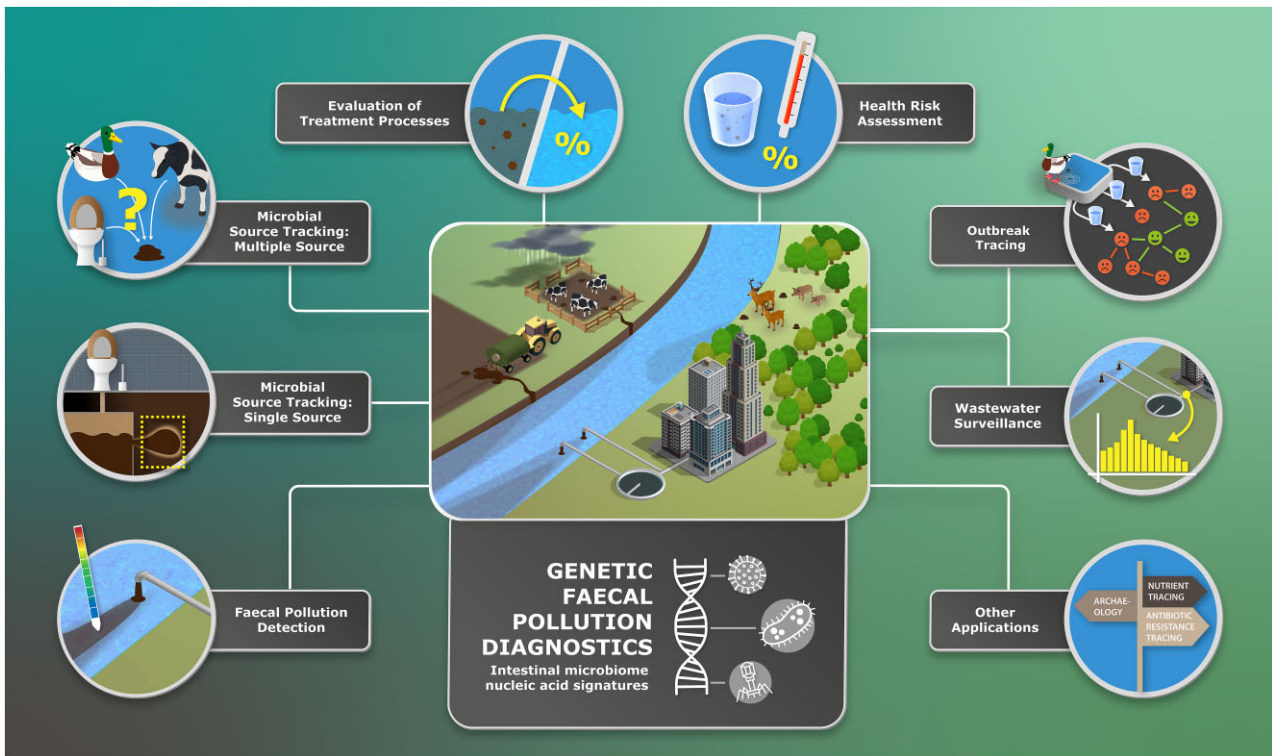 Evaluation of
Treatment Processes
%
%
Health Risk
Assessment
?
Microbial
Source Tracking:
Multiple Source
Outbreak
Tracing
Microbial
Source Tracking:
Single Source
Wastewater
Surveillance
Faecal Pollution
Detection
GENETIC
FAECAL
POLLUTION
DIAGNOSTICS
Intestinal microbiome
nucleic acid signatures
Other
Applications
ARCHAE-
OLOGY
NUTRIENT
TRACING
ANTIBIOTIC
RESISTANCE
TRACING